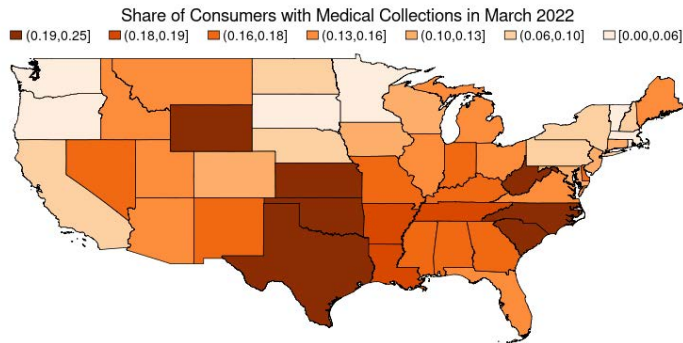 Share of Consumers with Medical Collections in March 2022
(0.19,0.25] (0.18,0.19] (0.16,0.18] (0.13,0.16] (0.10,0.13] (0.06,0.10] [0.00,0.06]